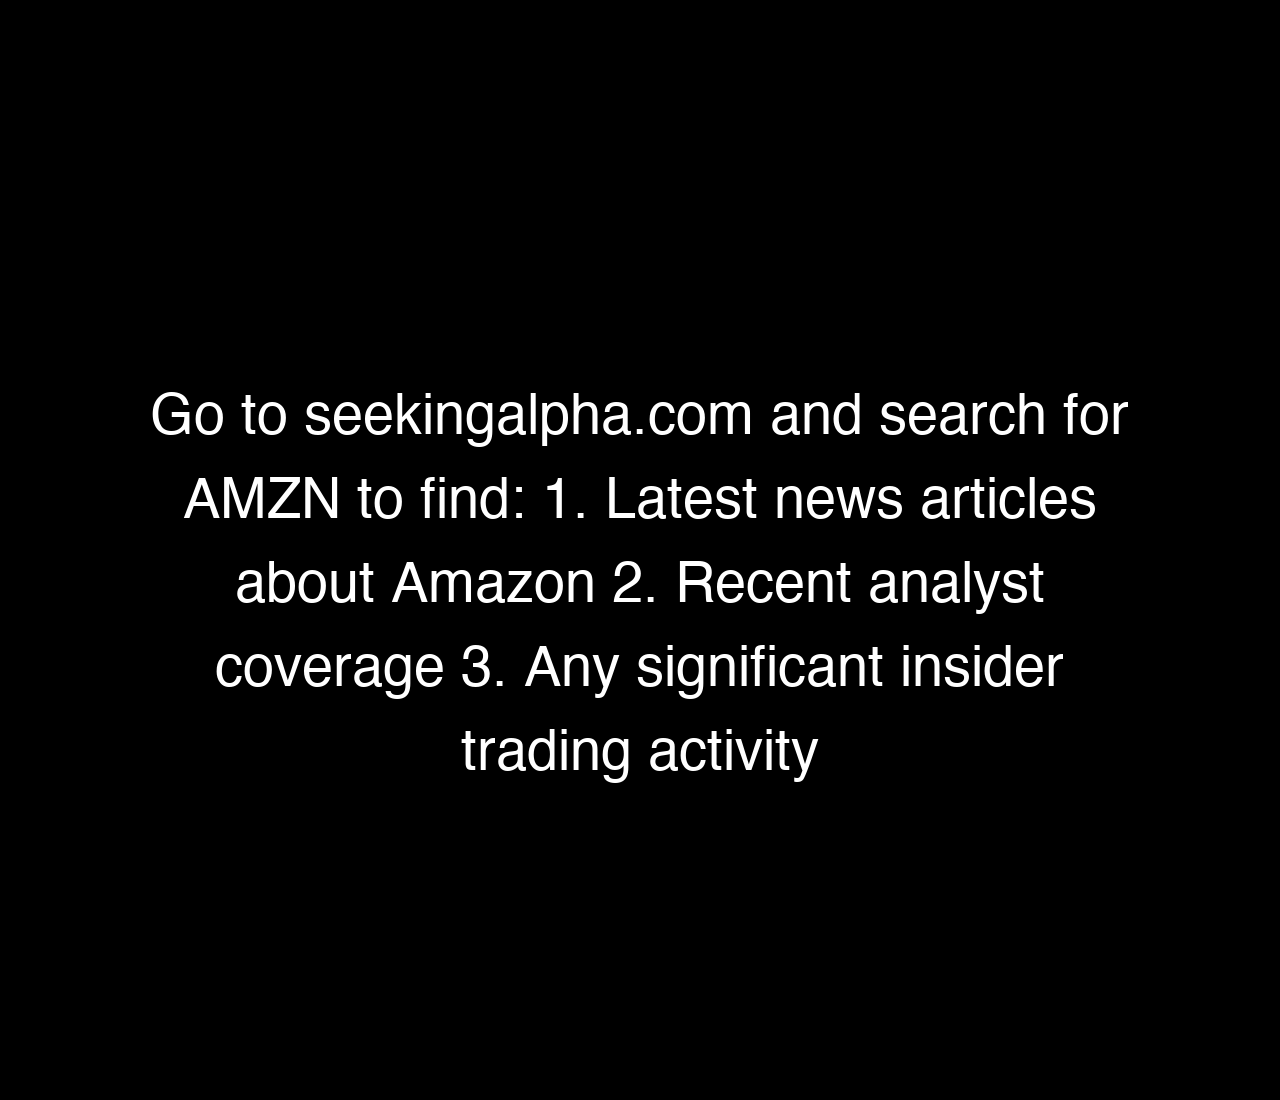 Go to seekingalpha.com and search for
AMZN to find: 1. Latest news articles
about Amazon 2. Recent analyst
coverage 3. Any significant insider
trading activity